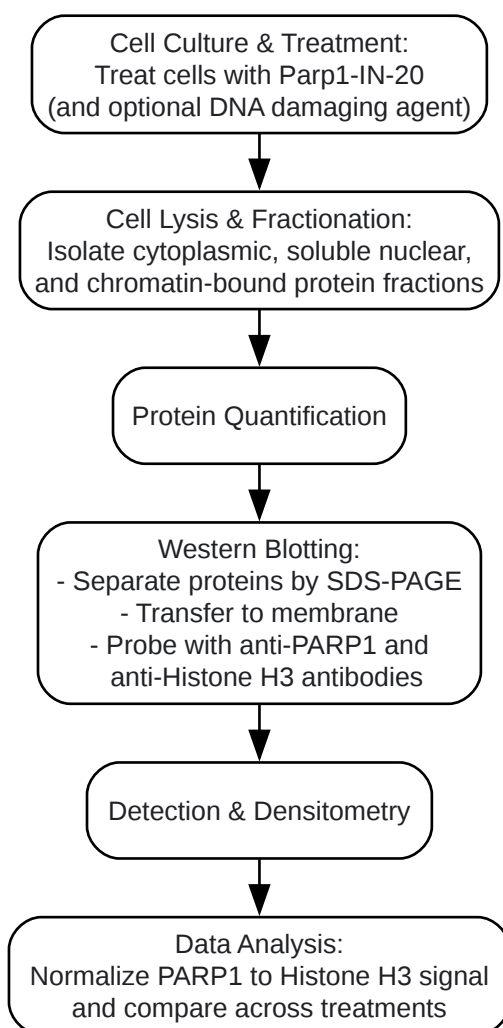 Cell Culture & Treatment:
Treat cells with Parp1-IN-20
(and optional DNA damaging agent)
Cell Lysis & Fractionation:
Isolate cytoplasmic, soluble nuclear,
and chromatin-bound protein fractions
Protein Quantification
Western Blotting:
- Separate proteins by SDS-PAGE
- Transfer to membrane
- Probe with anti-PARP1 and
anti-Histone H3 antibodies
Detection & Densitometry
Data Analysis:
Normalize PARP1 to Histone H3 signal
and compare across treatments